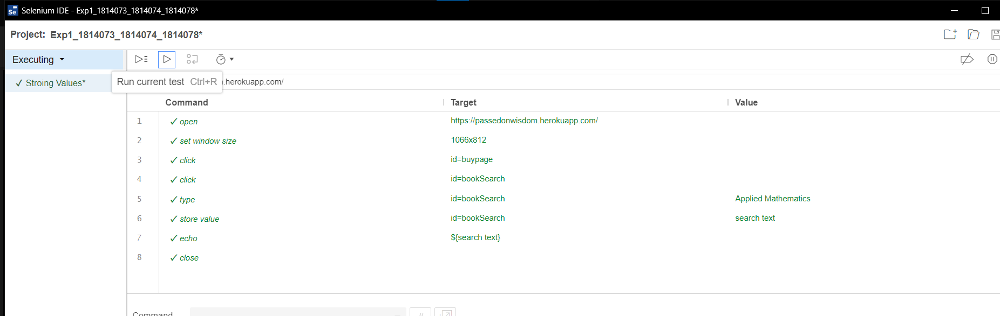 Selenium IDE - Exp1_1814073_1814074_1814078*
Project: Exp1_1814073_1814074_1814078*
Executing
✓ Stroing Values*
Run current test Ctrl+R
.herokuapp.com/
Command Target Value
1 ✓ open https://passedonwisdom.herokuapp.com/
2 ✓ set window size 1066x812
3 ✓ click id=buypage
4 ✓ click id=bookSearch
5 ✓ type id=bookSearch Applied Mathematics
6 ✓ store value id=bookSearch search text
7 ✓ echo ${search text}
8 ✓ close
Command //